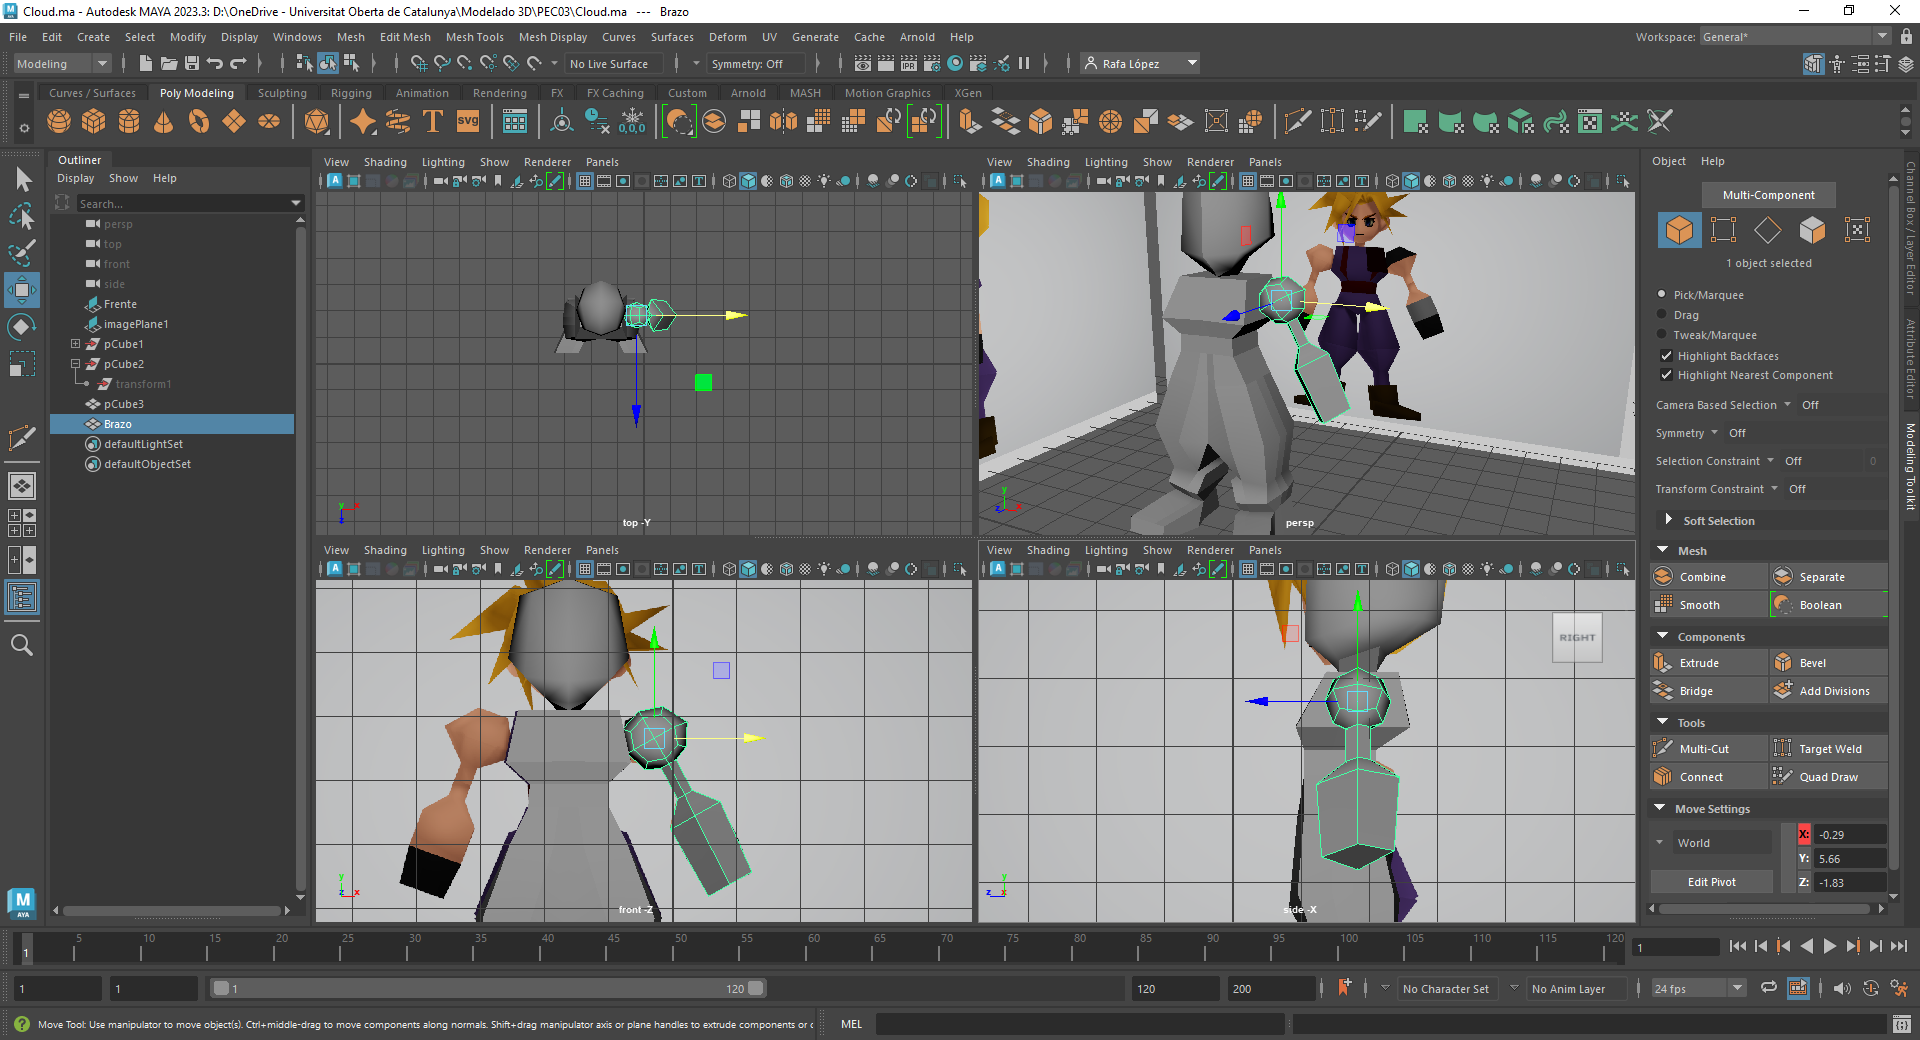 Cloud.ma - Autodesk MAYA 2023.3: D:\OneDrive - Universitat Oberta de Catalunya\Modelado 3D\PEC03\Cloud.ma   ---   Brazo
File Edit Create Select Modify Display Windows Mesh Edit Mesh Mesh Tools Mesh Display Curves Surfaces Deform UV Generate Cache Arnold Help
Workspace: General*
Modeling
No Live Surface
Symmetry: Off
Rafa López
Curves / Surfaces Poly Modeling Sculpting Rigging Animation Rendering FX FX Caching Custom Arnold MASH Motion Graphics XGen
Outliner
Display Show Help
Search...
persp
top
front
side
Frente
imagePlane1
pCube1
pCube2
transform1
pCube3
Brazo
defaultLightSet
defaultObjectSet
View Shading Lighting Show Renderer Panels
top -Y
View Shading Lighting Show Renderer Panels
persp
View Shading Lighting Show Renderer Panels
front -Z
View Shading Lighting Show Renderer Panels
RIGHT
side -X
Object Help
Multi-Component
1 object selected
Pick/Marquee
Drag
Tweak/Marquee
Highlight Backfaces
Highlight Nearest Component
Camera Based Selection Off
Symmetry Off
Selection Constraint Off 0
Transform Constraint Off
Soft Selection
Mesh
Combine Separate
Smooth Boolean
Components
Extrude Bevel
Bridge Add Divisions
Tools
Multi-Cut Target Weld
Connect Quad Draw
Move Settings
World
X: -0.29
Y: 5.66
Edit Pivot
Z: -1.83
Channel Box / Layer Editor
Attribute Editor
Modeling Toolkit
1 5 10 15 20 25 30 35 40 45 50 55 60 65 70 75 80 85 90 95 100 105 110 115 120
1
1 1 1 120 120 200
No Character Set
No Anim Layer
24 fps
Move Tool: Use manipulator to move object(s). Ctrl+middle-drag to move components along normals. Shift+drag manipulator axis or plane handles to extrude components or
MEL